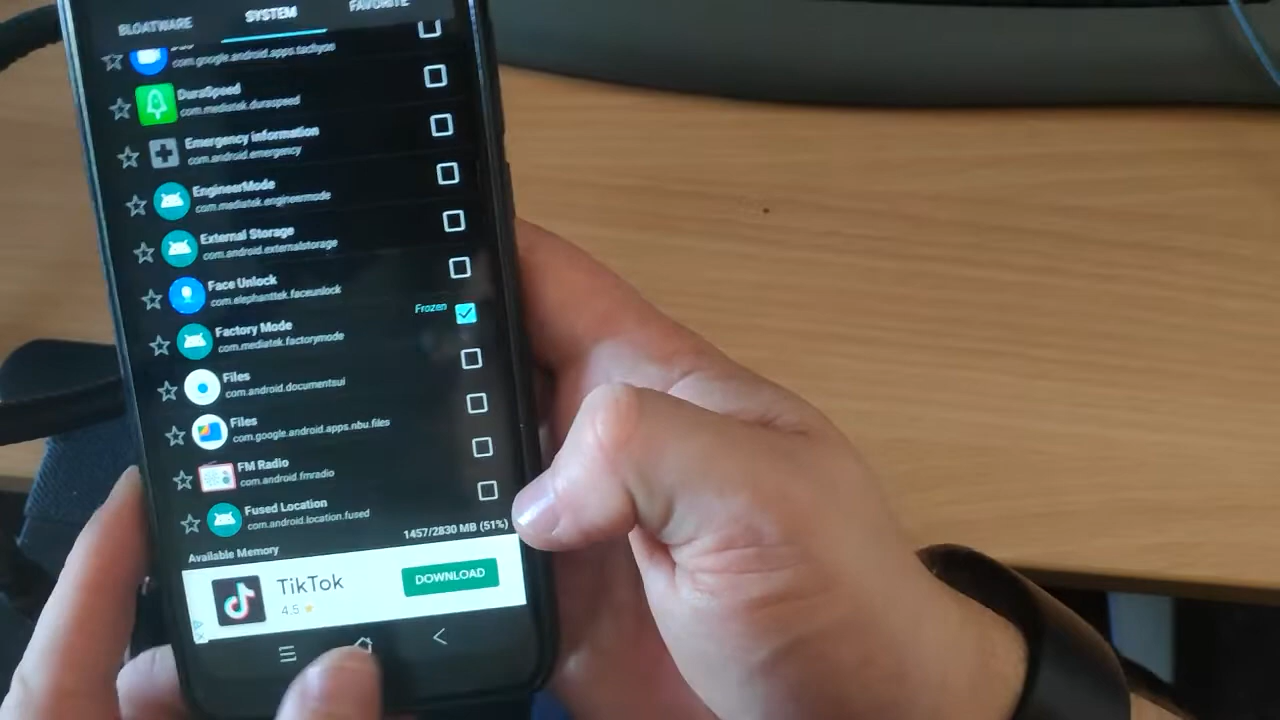 BLOATWARE SYSTEM FAVORITE
com.google.android.apps.tachyon
DuraSpeed
com.mediatek.duraspeed
Emergency information
com.android.emergency
EngineerMode
com.mediatek.engineermode
External Storage
com.android.externalstorage
Face Unlock
com.elephanttek.faceunlock
Frozen
Factory Mode
com.mediatek.factorymode
Files
com.android.documentsui
Files
com.google.android.apps.nbu.files
FM Radio
com.android.fmradio
Fused Location
com.android.location.fused
Available Memory 1457/2830 MB (51%)
TikTok
4.5
DOWNLOAD